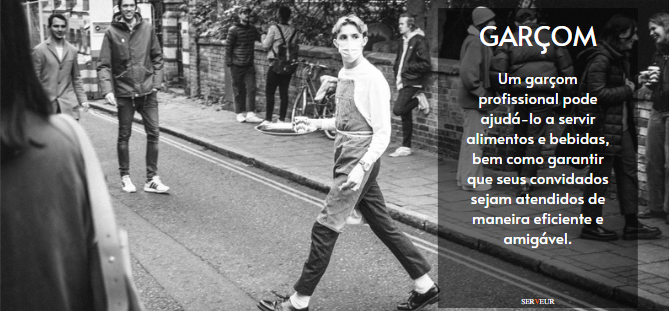 GARÇOM
Um garçom
profissional pode
ajudá-lo a servir
alimentos e bebidas,
bem como garantir
que seus convidados
sejam atendidos de
maneira eficiente e
amigável.
SERVEUR